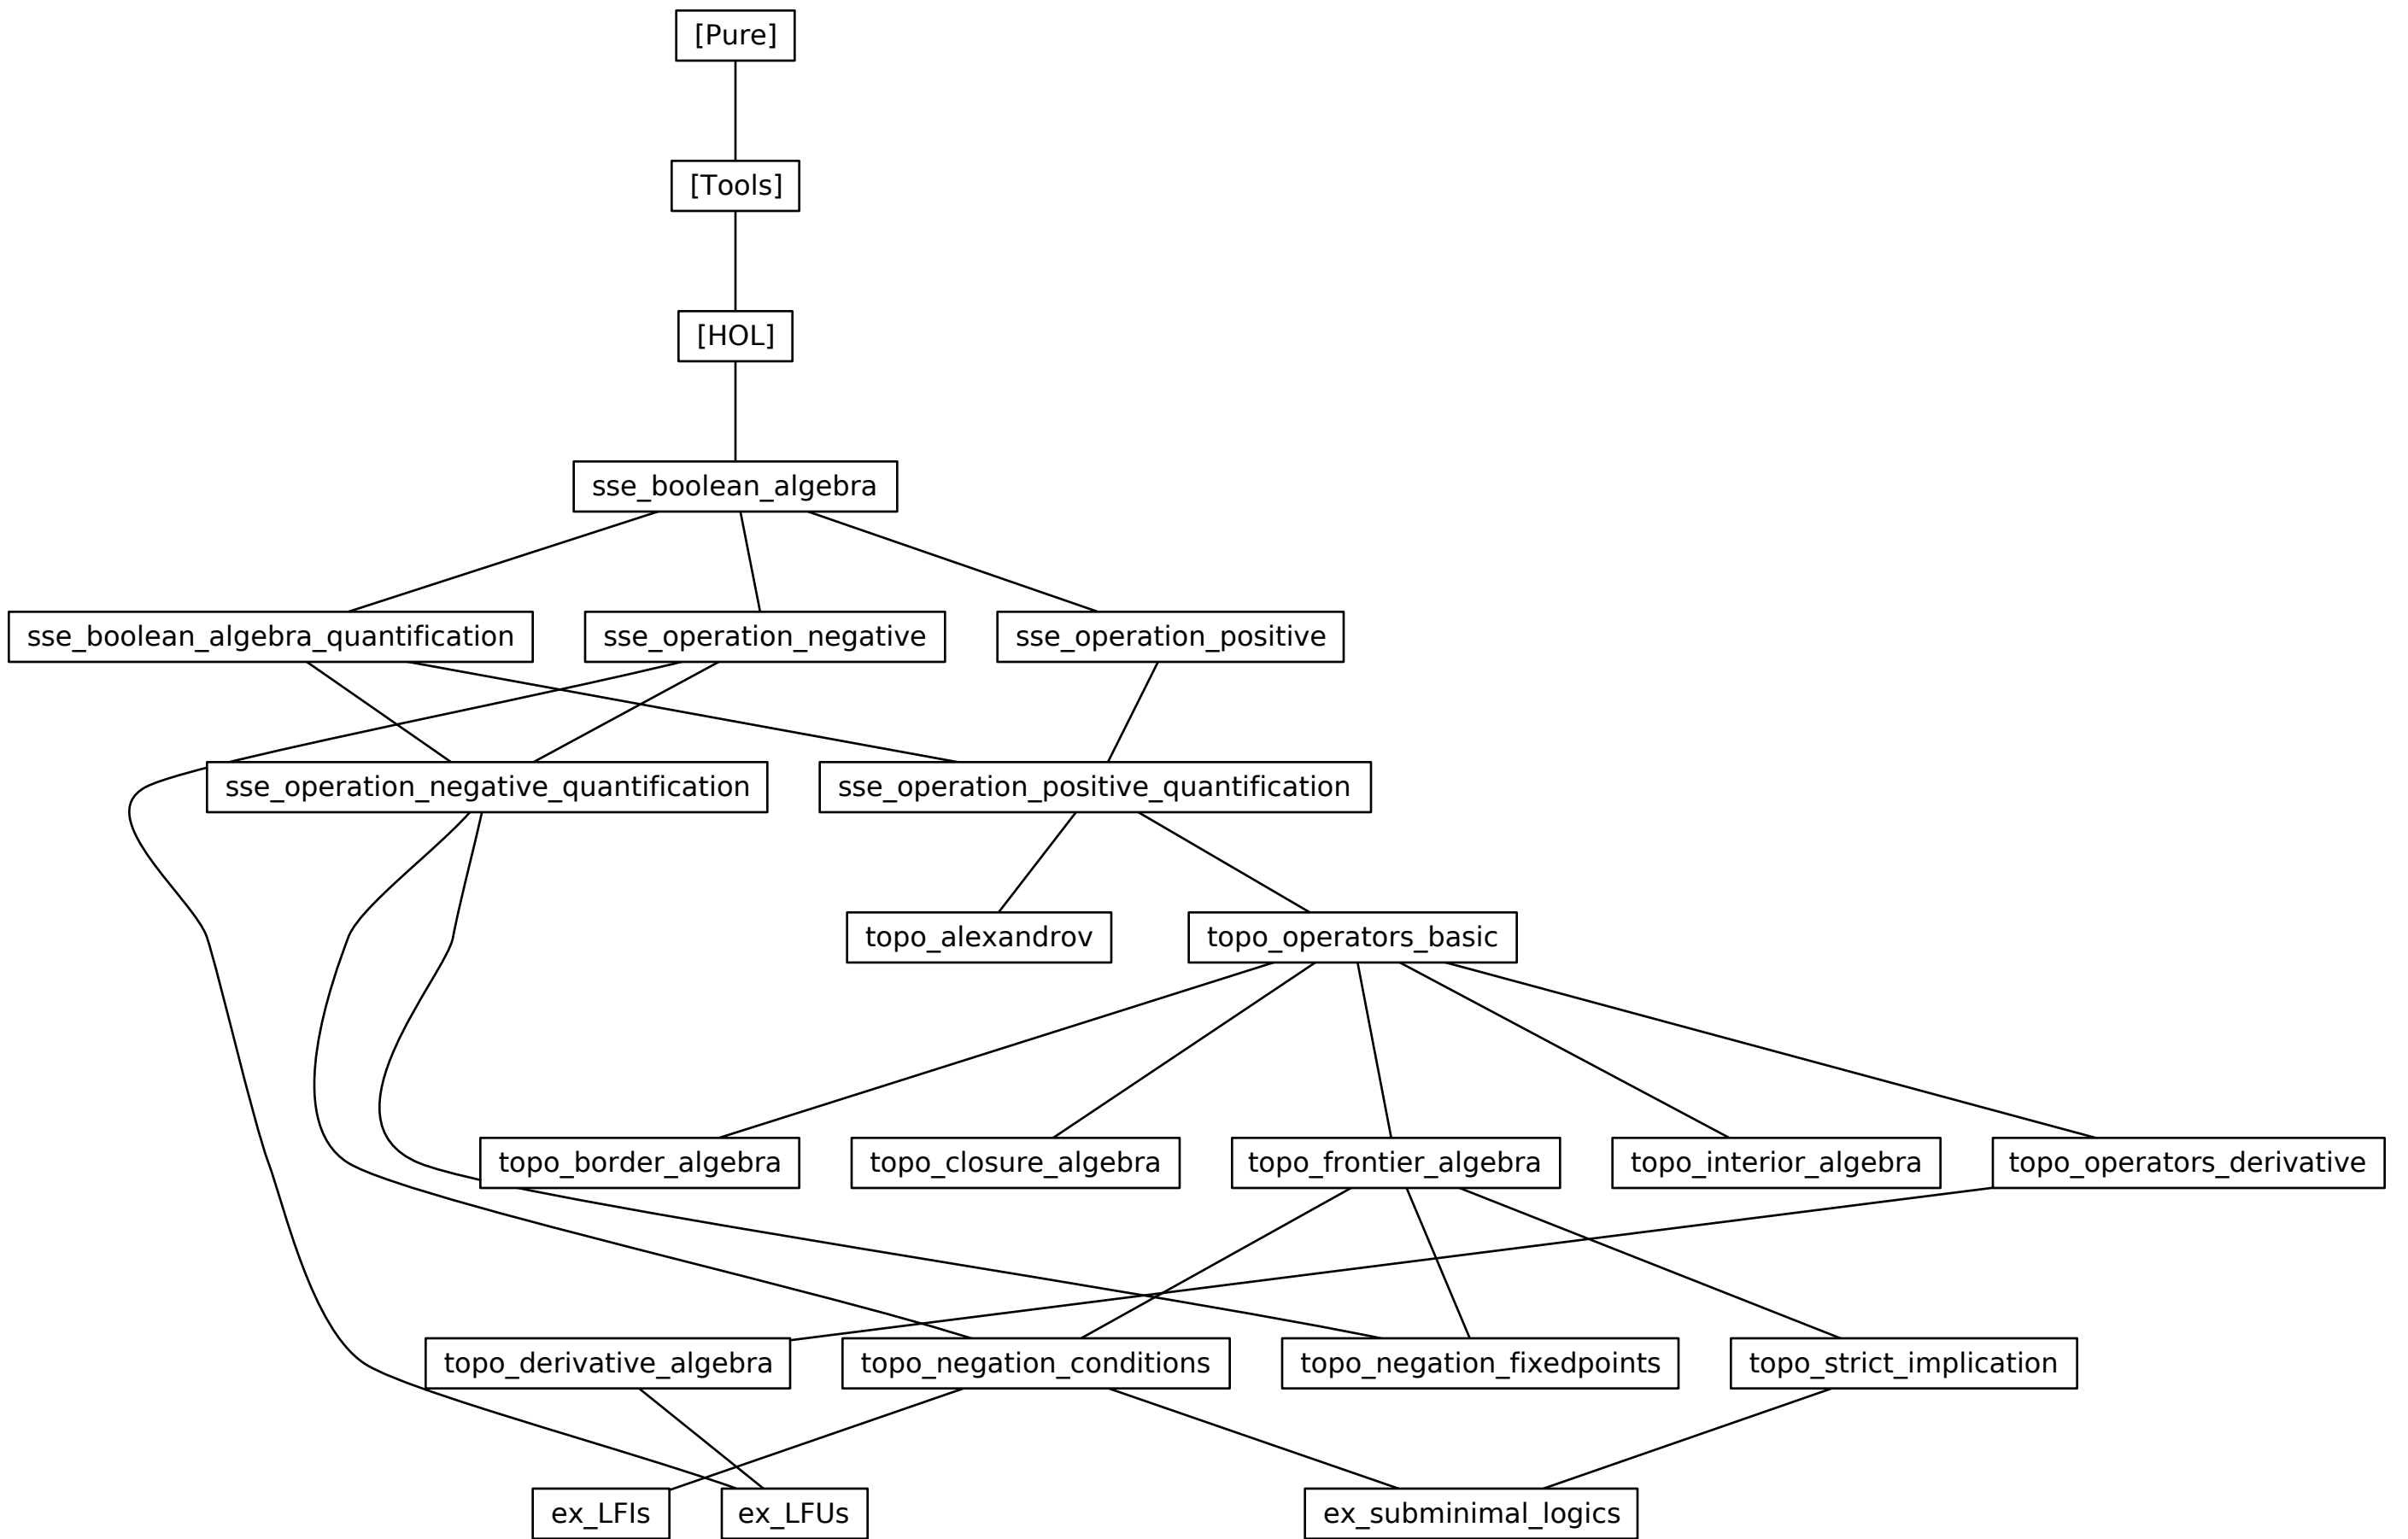 [Pure]
[Tools]
[HOL]
sse_boolean_algebra
sse_boolean_algebra_quantification
sse_operation_negative
sse_operation_positive
sse_operation_negative_quantification
sse_operation_positive_quantification
topo_alexandrov
topo_operators_basic
topo_border_algebra
topo_closure_algebra
topo_frontier_algebra
topo_interior_algebra
topo_operators_derivative
topo_derivative_algebra
topo_negation_conditions
topo_negation_fixedpoints
topo_strict_implication
ex_LFIs
ex_LFUs
ex_subminimal_logics